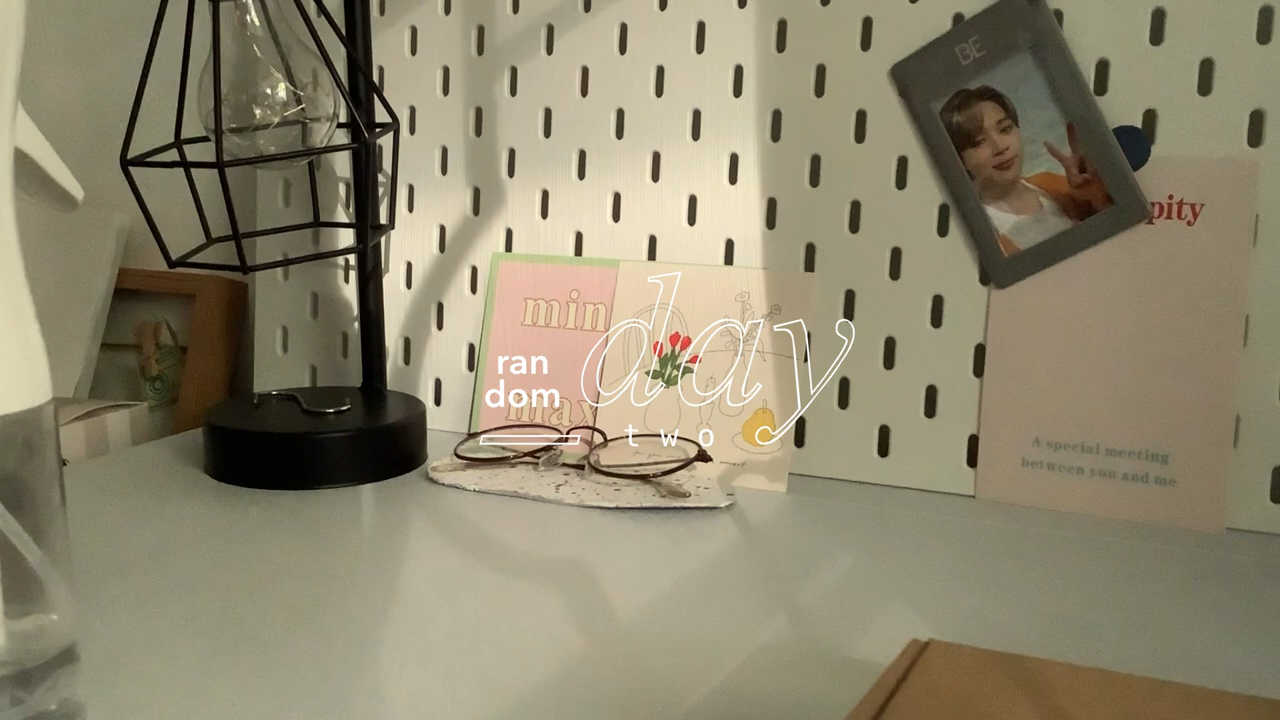 BE
pity
min
max
ran
dom
day
two
A special meeting
between you and me